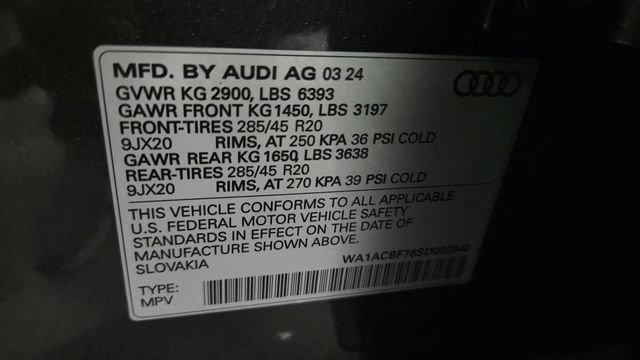 MFD. BY AUDI AG 03 24
GVWR KG 2900, LBS 6393
GAWR FRONT KG1450, LBS 3197
FRONT-TIRES 285/45 R20
9JX20 RIMS, AT 250 KPA 36 PSI COLD
GAWR REAR KG 1650, LBS 3638
REAR-TIRES 285/45 R20
9JX20 RIMS, AT 270 KPA 39 PSI COLD
THIS VEHICLE CONFORMS TO ALL APPLICABLE
U.S. FEDERAL MOTOR VEHICLE SAFETY
STANDARDS IN EFFECT ON THE DATE OF
MANUFACTURE SHOWN ABOVE.
SLOVAKIA WA1ACBF76SD002840
TYPE:
MPV